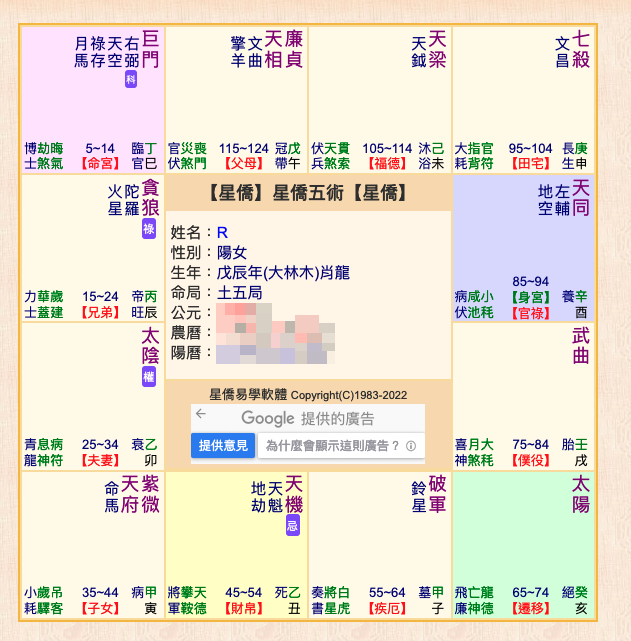 巨門
右弼
科
天空
祿存
月馬
博士
劫煞
晦氣
5~14
【命宮】
臨官
丁巳
廉貞
天相
文曲
擎羊
官伏
災煞
喪門
115~124
【父母】
冠帶
戊午
天梁
天鉞
伏兵
天煞
貫索
105~114
【福德】
沐浴
己未
七殺
文昌
大耗
指背
官符
95~104
【田宅】
長生
庚申
貪狼
祿
陀羅
火星
力士
華蓋
歲建
15~24
【兄弟】
帝旺
丙辰
【星僑】星僑五術【星僑】
姓名：R
性別：陽女
生年：戊辰年(大林木)肖龍
命局：土五局
公元：
農曆：
陽曆：
星僑易學軟體 Copyright(C)1983-2022
Google 提供的廣告
提供意見
為什麼會顯示這則廣告？
天同
左輔
地空
病伏
咸池
小耗
85~94
【身宮】
【官祿】
養
辛酉
太陰
權
青龍
息神
病符
25~34
【夫妻】
衰
乙卯
武曲
喜神
月煞
大耗
75~84
【僕役】
胎
壬戌
紫微
天府
命馬
小耗
歲驛
吊客
35~44
【子女】
病
甲寅
天機
忌
天魁
地劫
將軍
攀鞍
天德
45~54
【財帛】
死
乙丑
破軍
鈴星
奏書
將星
白虎
55~64
【疾厄】
墓
甲子
太陽
飛廉
亡神
龍德
65~74
【遷移】
絕
癸亥